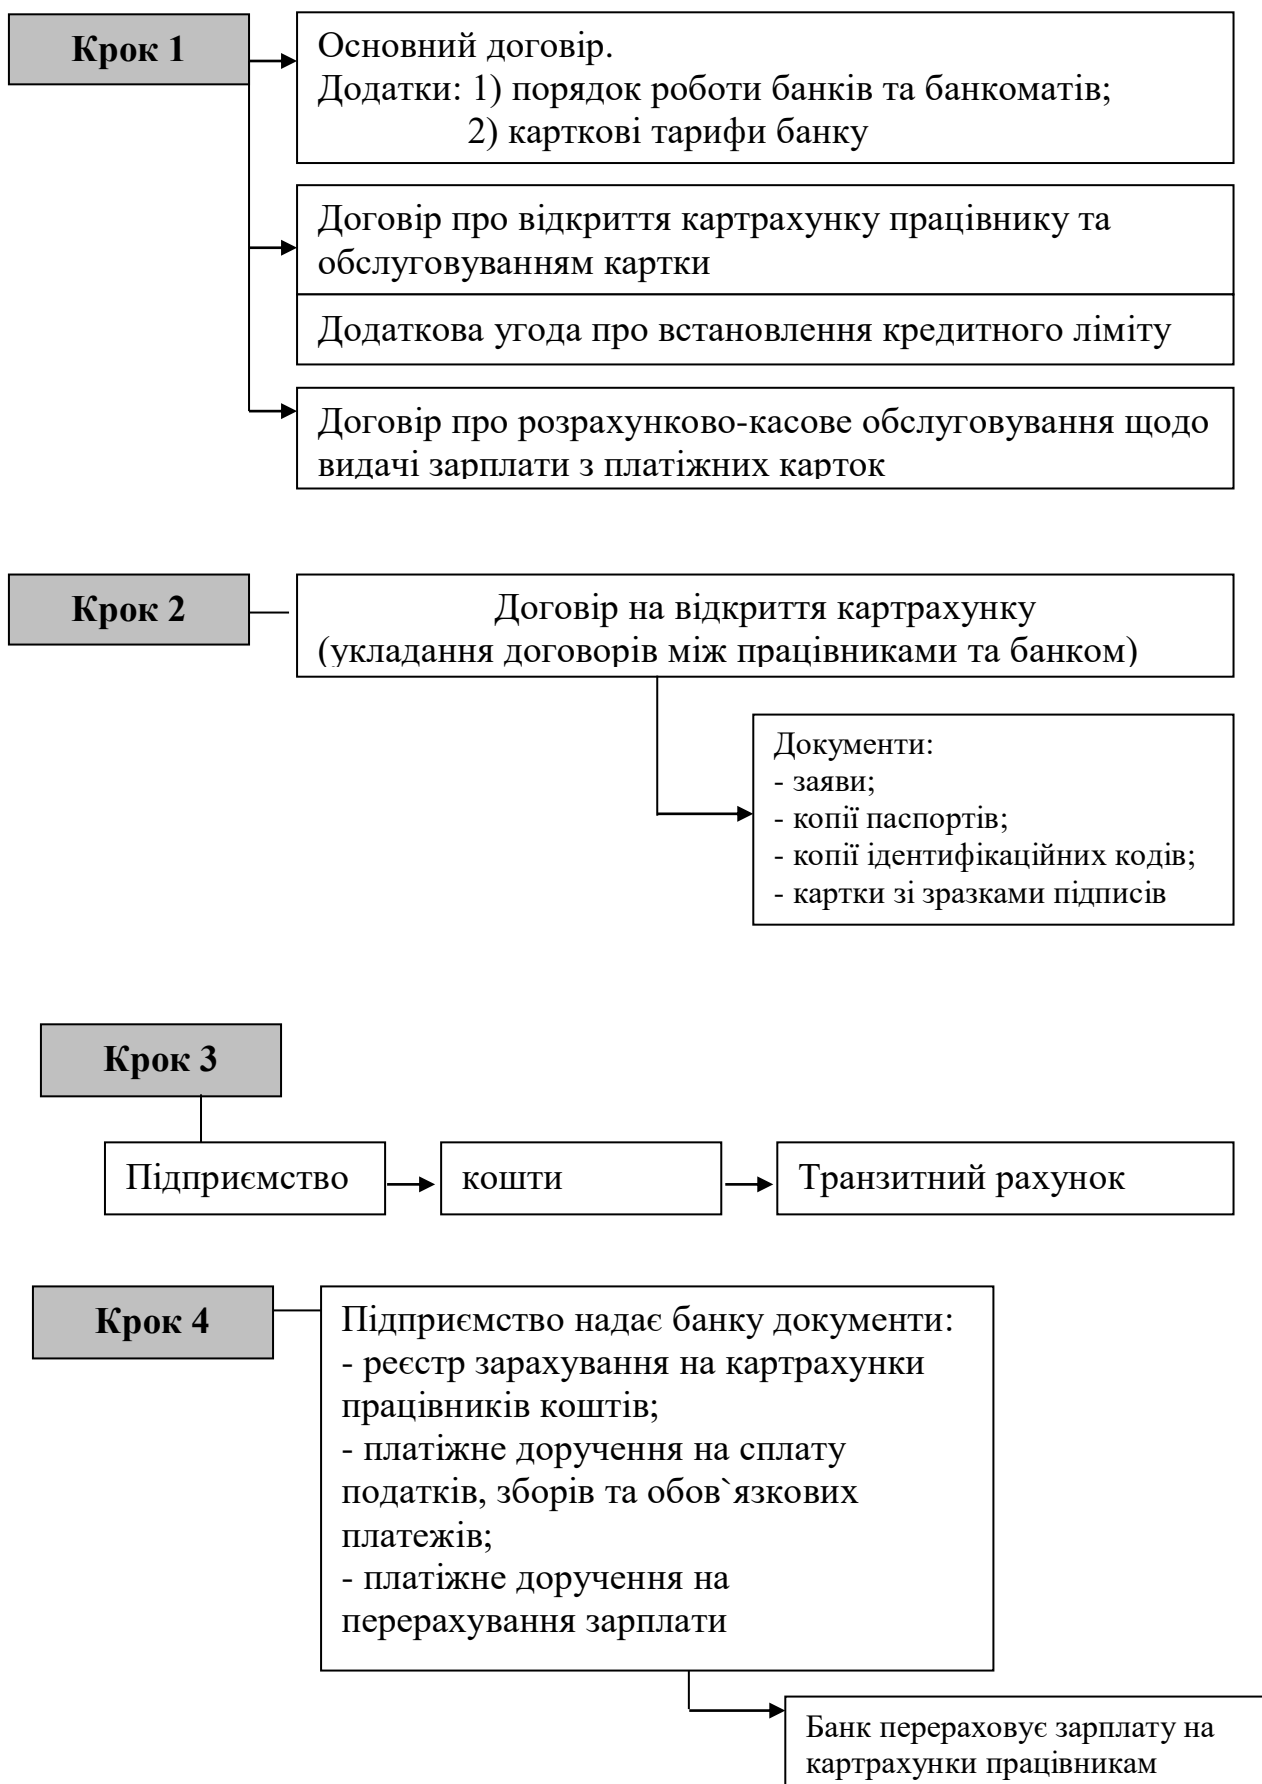 Крок 1
Основний договір.
Додатки: 1) порядок роботи банків та банкоматів;
2) карткові тарифи банку
Договір про відкриття картрахунку працівнику та
обслуговуванням картки
Додаткова угода про встановлення кредитного ліміту
Договір про розрахунково-касове обслуговування щодо
видачі зарплати з платіжних карток
Крок 2
Договір на відкриття картрахунку
(укладання договорів між працівниками та банком)
Документи:
- заяви;
- копії паспортів;
- копії ідентифікаційних кодів;
- картки зі зразками підписів
Крок 3
Підприємство
кошти
Транзитний рахунок
Крок 4
Підприємство надає банку документи:
- реєстр зарахування на картрахунки
працівників коштів;
- платіжне доручення на сплату
податків, зборів та обов`язкових
платежів;
- платіжне доручення на
перерахування зарплати
Банк перераховує зарплату на
картрахунки працівникам